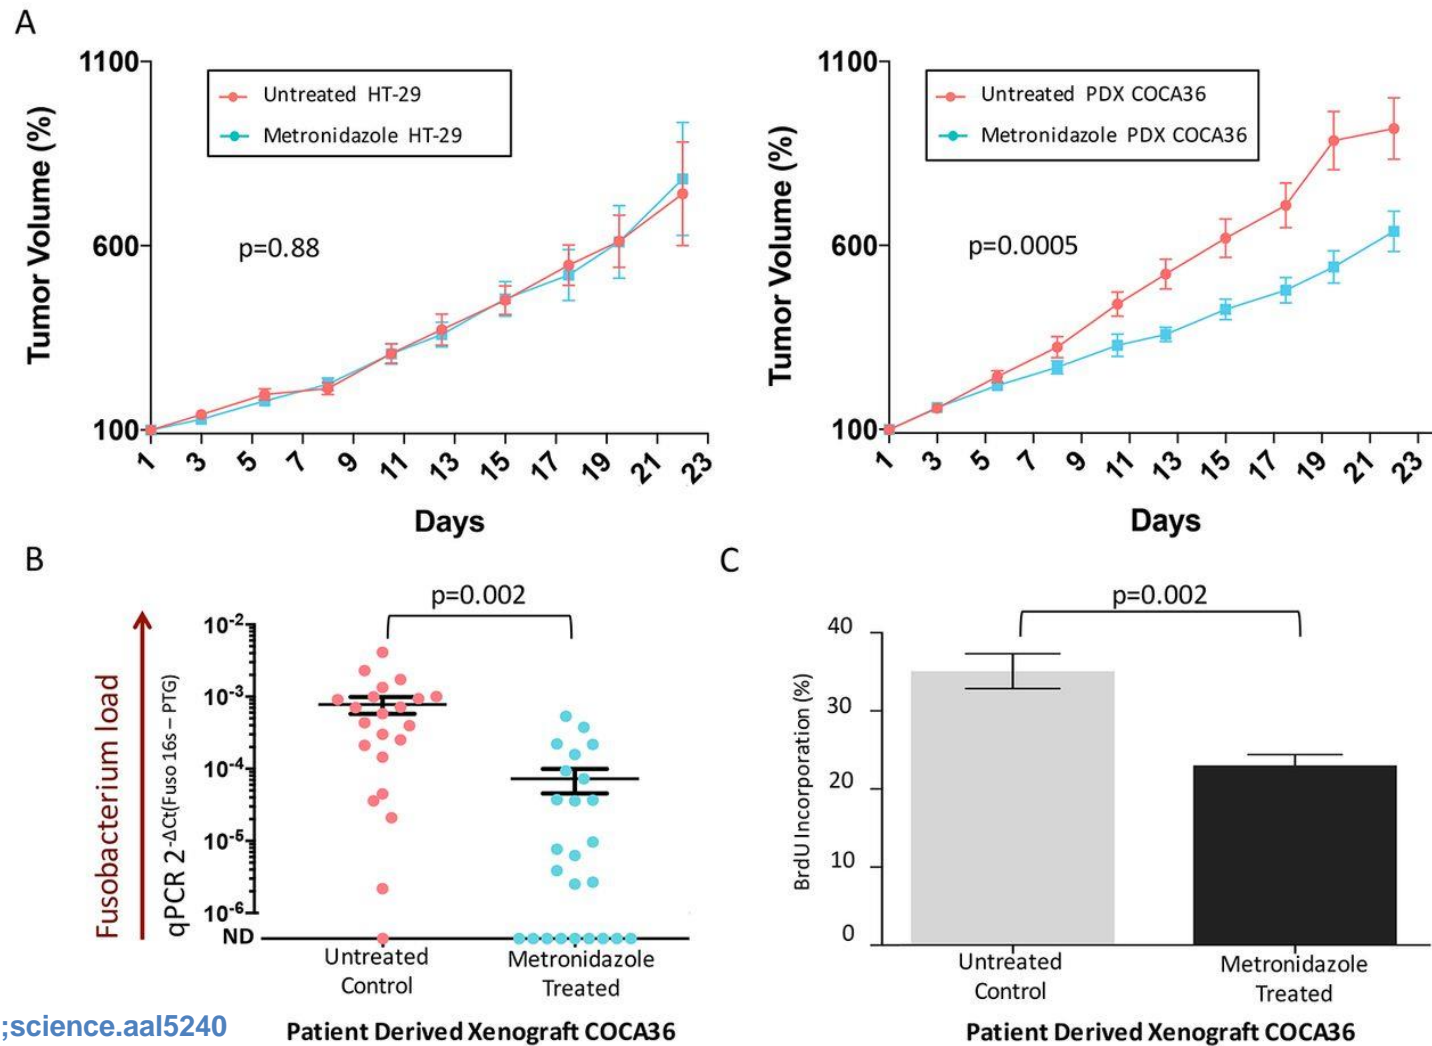 A
1100
600
100
Tumor Volume (%)
Untreated HT-29
Metronidazole HT-29
p=0.88
1 3 5 7 9 11 13 15 17 19 21 23
Days
1100
600
100
Tumor Volume (%)
Untreated PDX COCA36
Metronidazole PDX COCA36
p=0.0005
1 3 5 7 9 11 13 15 17 19 21 23
Days
B
Fusobacterium load
qPCR 2-ΔCt(Fuso 16s – PTG)
p=0.002
10-2
10-3
10-4
10-5
10-6
ND
Untreated
Control
Metronidazole
Treated
Patient Derived Xenograft COCA36
C
BrdU Incorporation (%)
p=0.002
40
30
20
10
0
Untreated
Control
Metronidazole
Treated
Patient Derived Xenograft COCA36
;science.aal5240